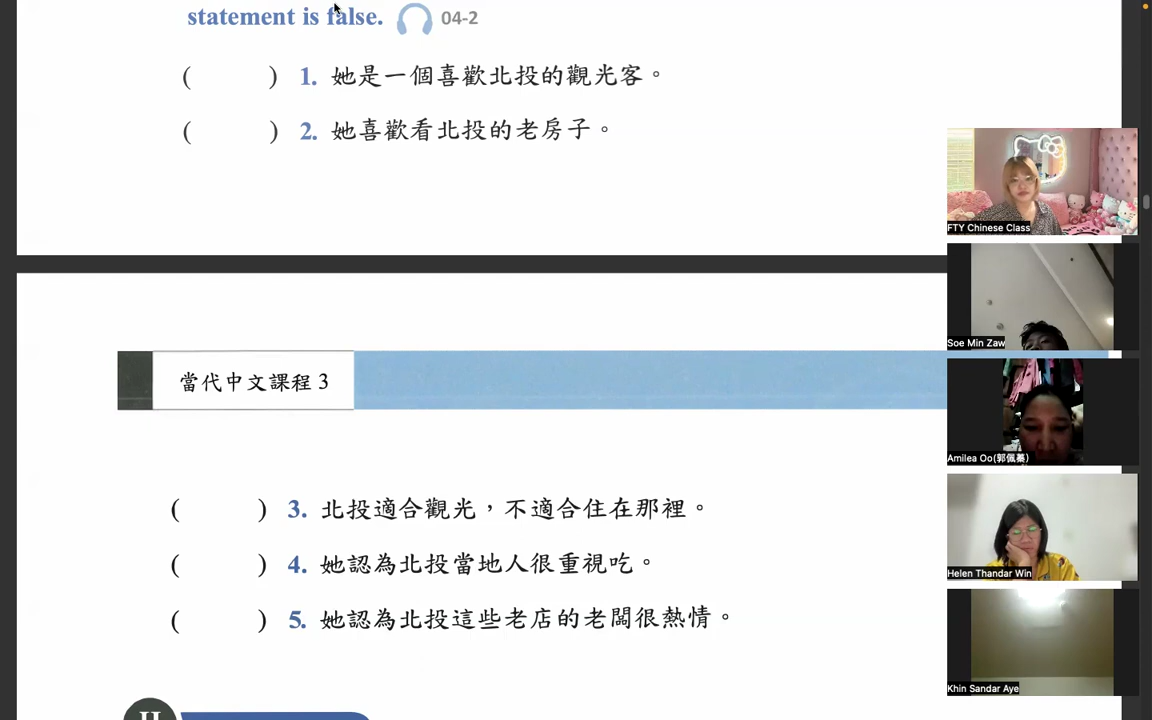 statement is false. 04-2
( ) 1. 她是一個喜歡北投的觀光客。
( ) 2. 她喜歡看北投的老房子。
當代中文課程 3
( ) 3. 北投適合觀光，不適合住在那裡。
( ) 4. 她認為北投當地人很重視吃。
( ) 5. 她認為北投這些老店的老闆很熱情。
II
FTY Chinese Class
Soe Min Zaw
Amilea Oo(郭佩蓁)
Helen Thandar Win
Khin Sandar Aye